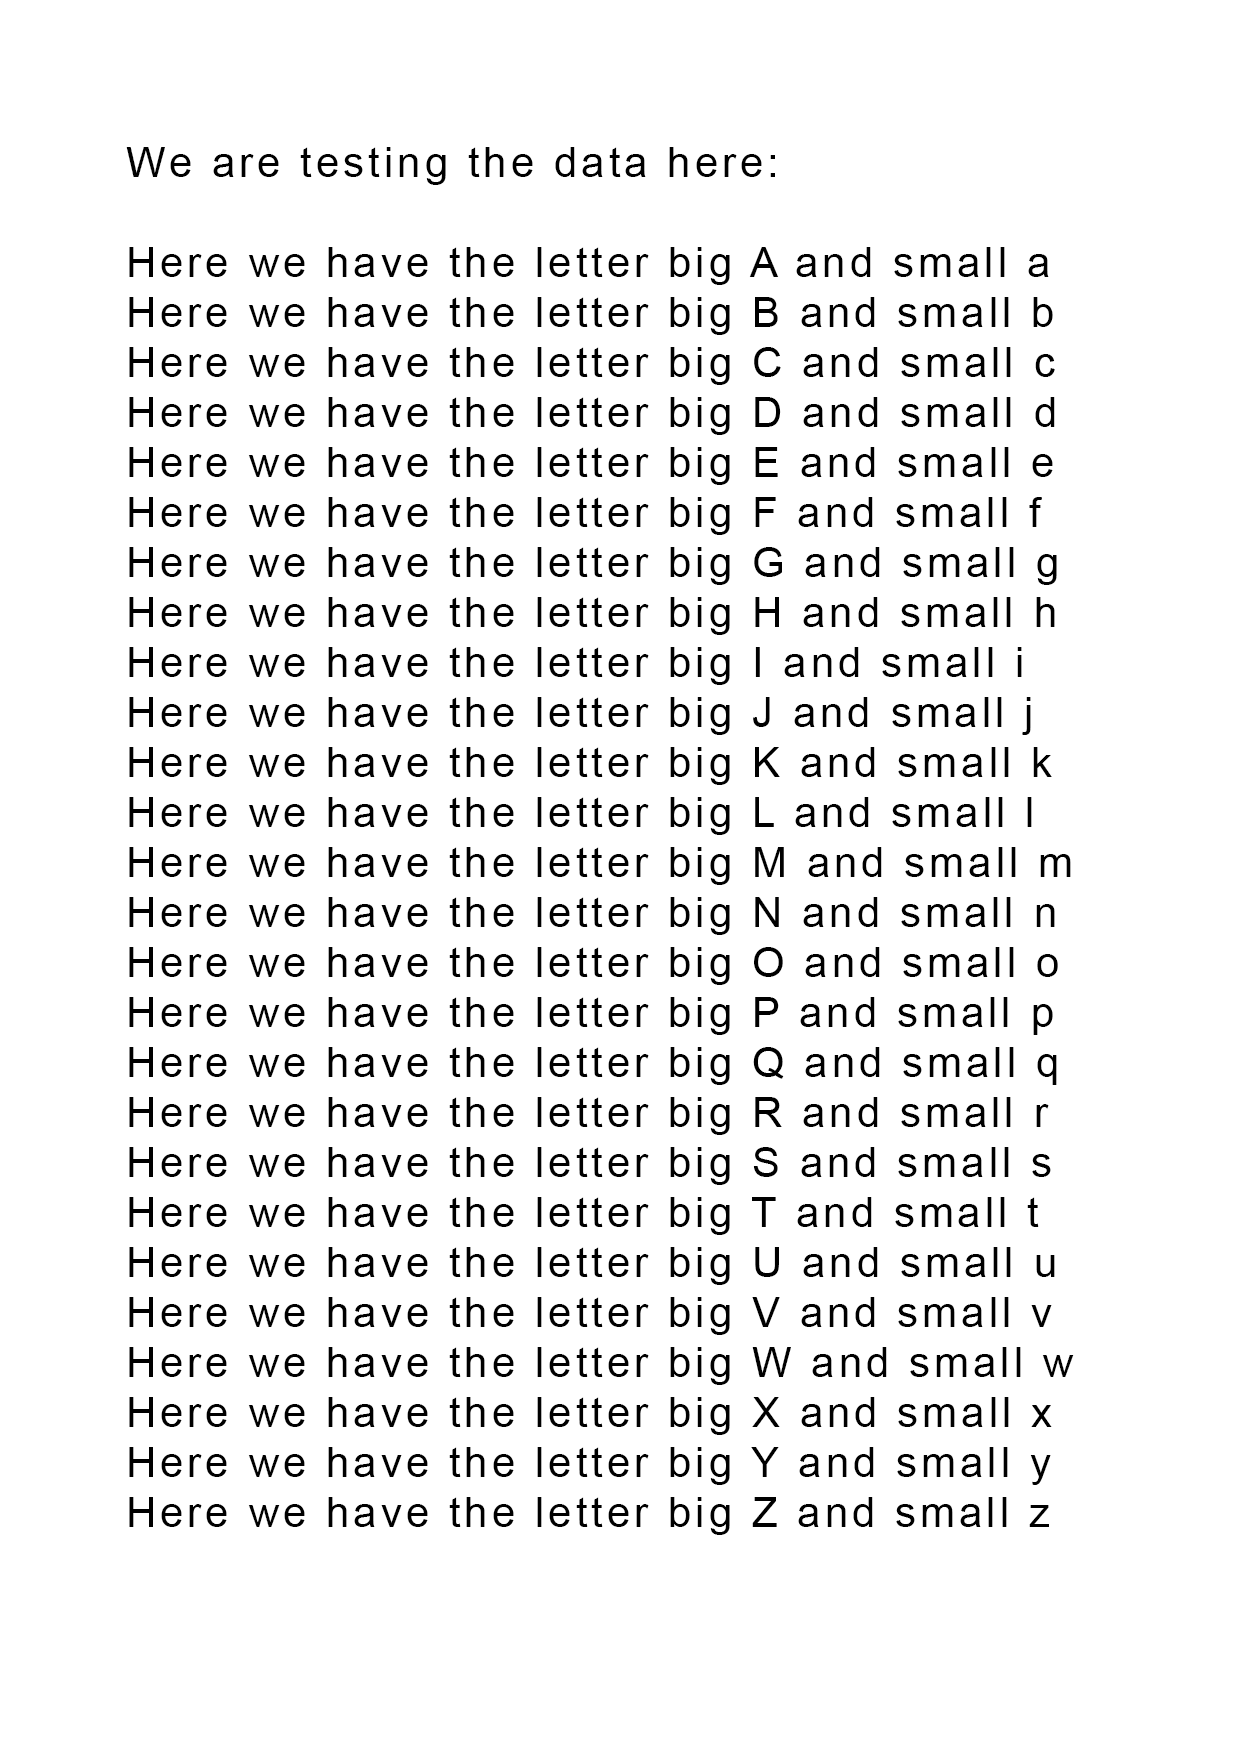 We are testing the data here:
Here we have the letter big A and small a
Here we have the letter big B and small b
Here we have the letter big C and small c
Here we have the letter big D and small d
Here we have the letter big E and small e
Here we have the letter big F and small f
Here we have the letter big G and small g
Here we have the letter big H and small h
Here we have the letter big I and small i
Here we have the letter big J and small j
Here we have the letter big K and small k
Here we have the letter big L and small l
Here we have the letter big M and small m
Here we have the letter big N and small n
Here we have the letter big O and small o
Here we have the letter big P and small p
Here we have the letter big Q and small q
Here we have the letter big R and small r
Here we have the letter big S and small s
Here we have the letter big T and small t
Here we have the letter big U and small u
Here we have the letter big V and small v
Here we have the letter big W and small w
Here we have the letter big X and small x
Here we have the letter big Y and small y
Here we have the letter big Z and small z